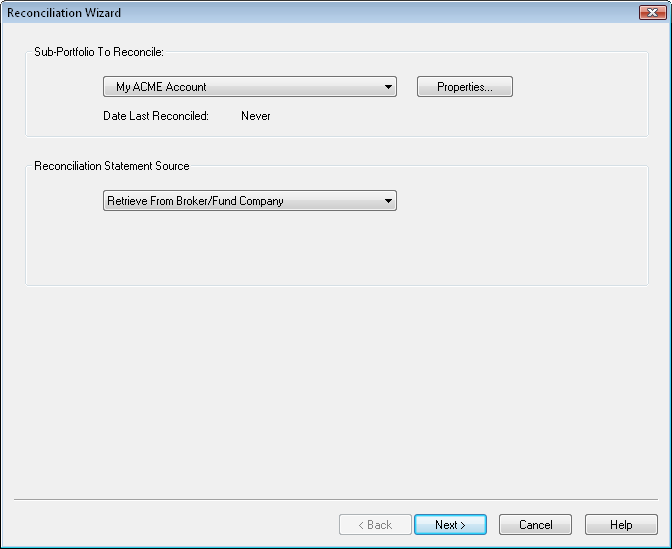 Reconciliation Wizard
Sub-Portfolio To Reconcile:
My ACME Account
Properties...
Date Last Reconciled: Never
Reconciliation Statement Source
Retrieve From Broker/Fund Company
< Back
Next >
Cancel
Help